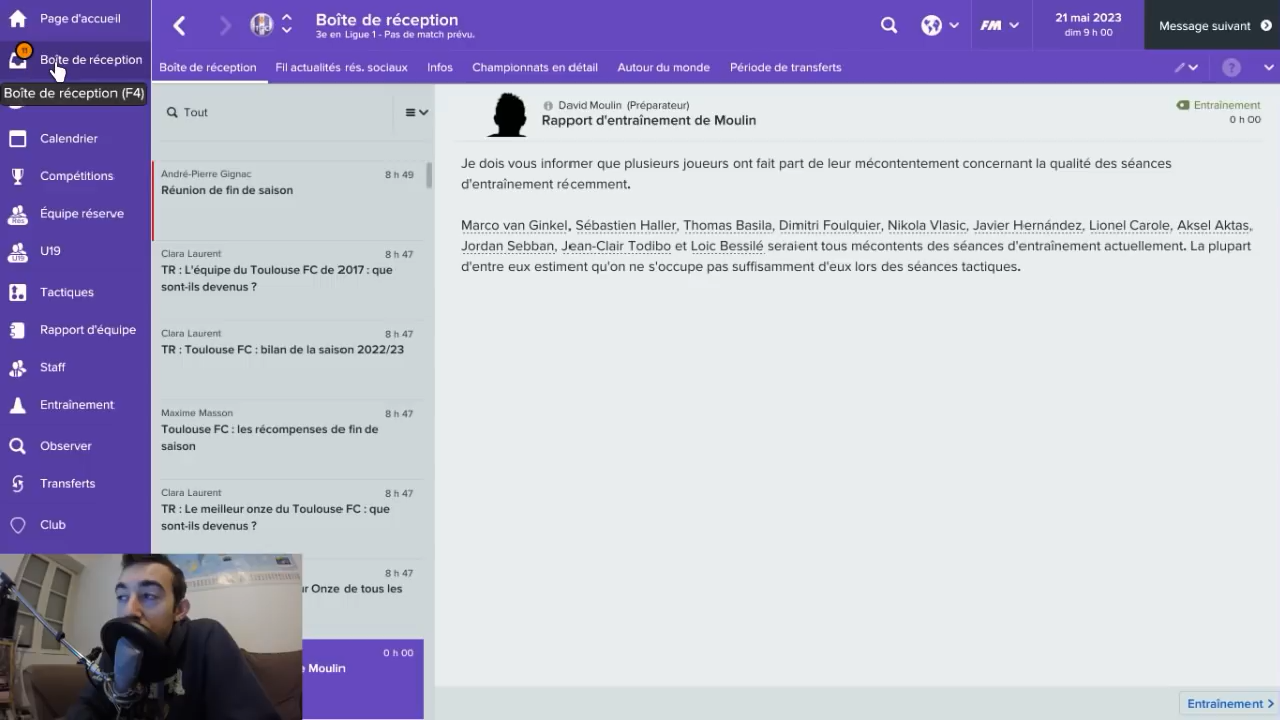 Page d'accueil
11
Boîte de réception
Boîte de réception (F4)
Calendrier
Compétitions
Équipe réserve
U19
Tactiques
Rapport d'équipe
Staff
Entraînement
Observer
Transferts
Club
Boîte de réception
3e en Ligue 1 - Pas de match prévu.
FM
21 mai 2023
dim 9 h 00
Message suivant
Boîte de réception
Fil actualités rés. sociaux
Infos
Championnats en détail
Autour du monde
Période de transferts
Tout
André-Pierre Gignac 8 h 49
Réunion de fin de saison
Clara Laurent 8 h 47
TR : L'équipe du Toulouse FC de 2017 : que
sont-ils devenus ?
Clara Laurent 8 h 47
TR : Toulouse FC : bilan de la saison 2022/23
Maxime Masson 8 h 47
Toulouse FC : les récompenses de fin de
saison
Clara Laurent 8 h 47
TR : Le meilleur onze du Toulouse FC : que
sont-ils devenus ?
8 h 47
r Onze de tous les
0 h 00
Moulin
David Moulin (Préparateur)
Rapport d'entraînement de Moulin
Entraînement
0 h 00
Je dois vous informer que plusieurs joueurs ont fait part de leur mécontentement concernant la qualité des séances
d'entraînement récemment.
Marco van Ginkel, Sébastien Haller, Thomas Basila, Dimitri Foulquier, Nikola Vlasic, Javier Hernández, Lionel Carole, Aksel Aktas,
Jordan Sebban, Jean-Clair Todibo et Loic Bessilé seraient tous mécontents des séances d'entraînement actuellement. La plupart
d'entre eux estiment qu'on ne s'occupe pas suffisamment d'eux lors des séances tactiques.
Entraînement